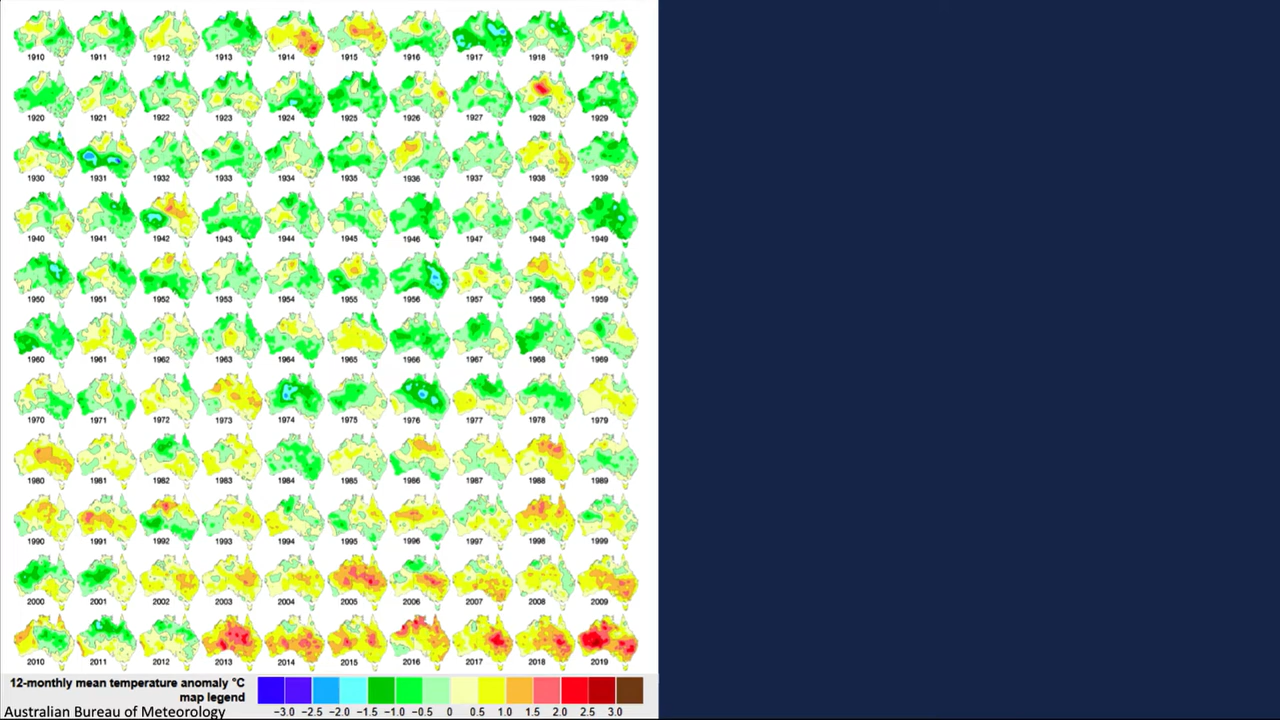 1910 1911 1912 1913 1914 1915 1916 1917 1918 1919
1920 1921 1922 1923 1924 1925 1926 1927 1928 1929
1930 1931 1932 1933 1934 1935 1936 1937 1938 1939
1940 1941 1942 1943 1944 1945 1946 1947 1948 1949
1950 1951 1952 1953 1954 1955 1956 1957 1958 1959
1960 1961 1962 1963 1964 1965 1966 1967 1968 1969
1970 1971 1972 1973 1974 1975 1976 1977 1978 1979
1980 1981 1982 1983 1984 1985 1986 1987 1988 1989
1990 1991 1992 1993 1994 1995 1996 1997 1998 1999
2000 2001 2002 2003 2004 2005 2006 2007 2008 2009
2010 2011 2012 2013 2014 2015 2016 2017 2018 2019
12-monthly mean temperature anomaly °C
map legend
−3.0 −2.5 −2.0 −1.5 −1.0 −0.5 0 0.5 1.0 1.5 2.0 2.5 3.0
Australian Bureau of Meteorology